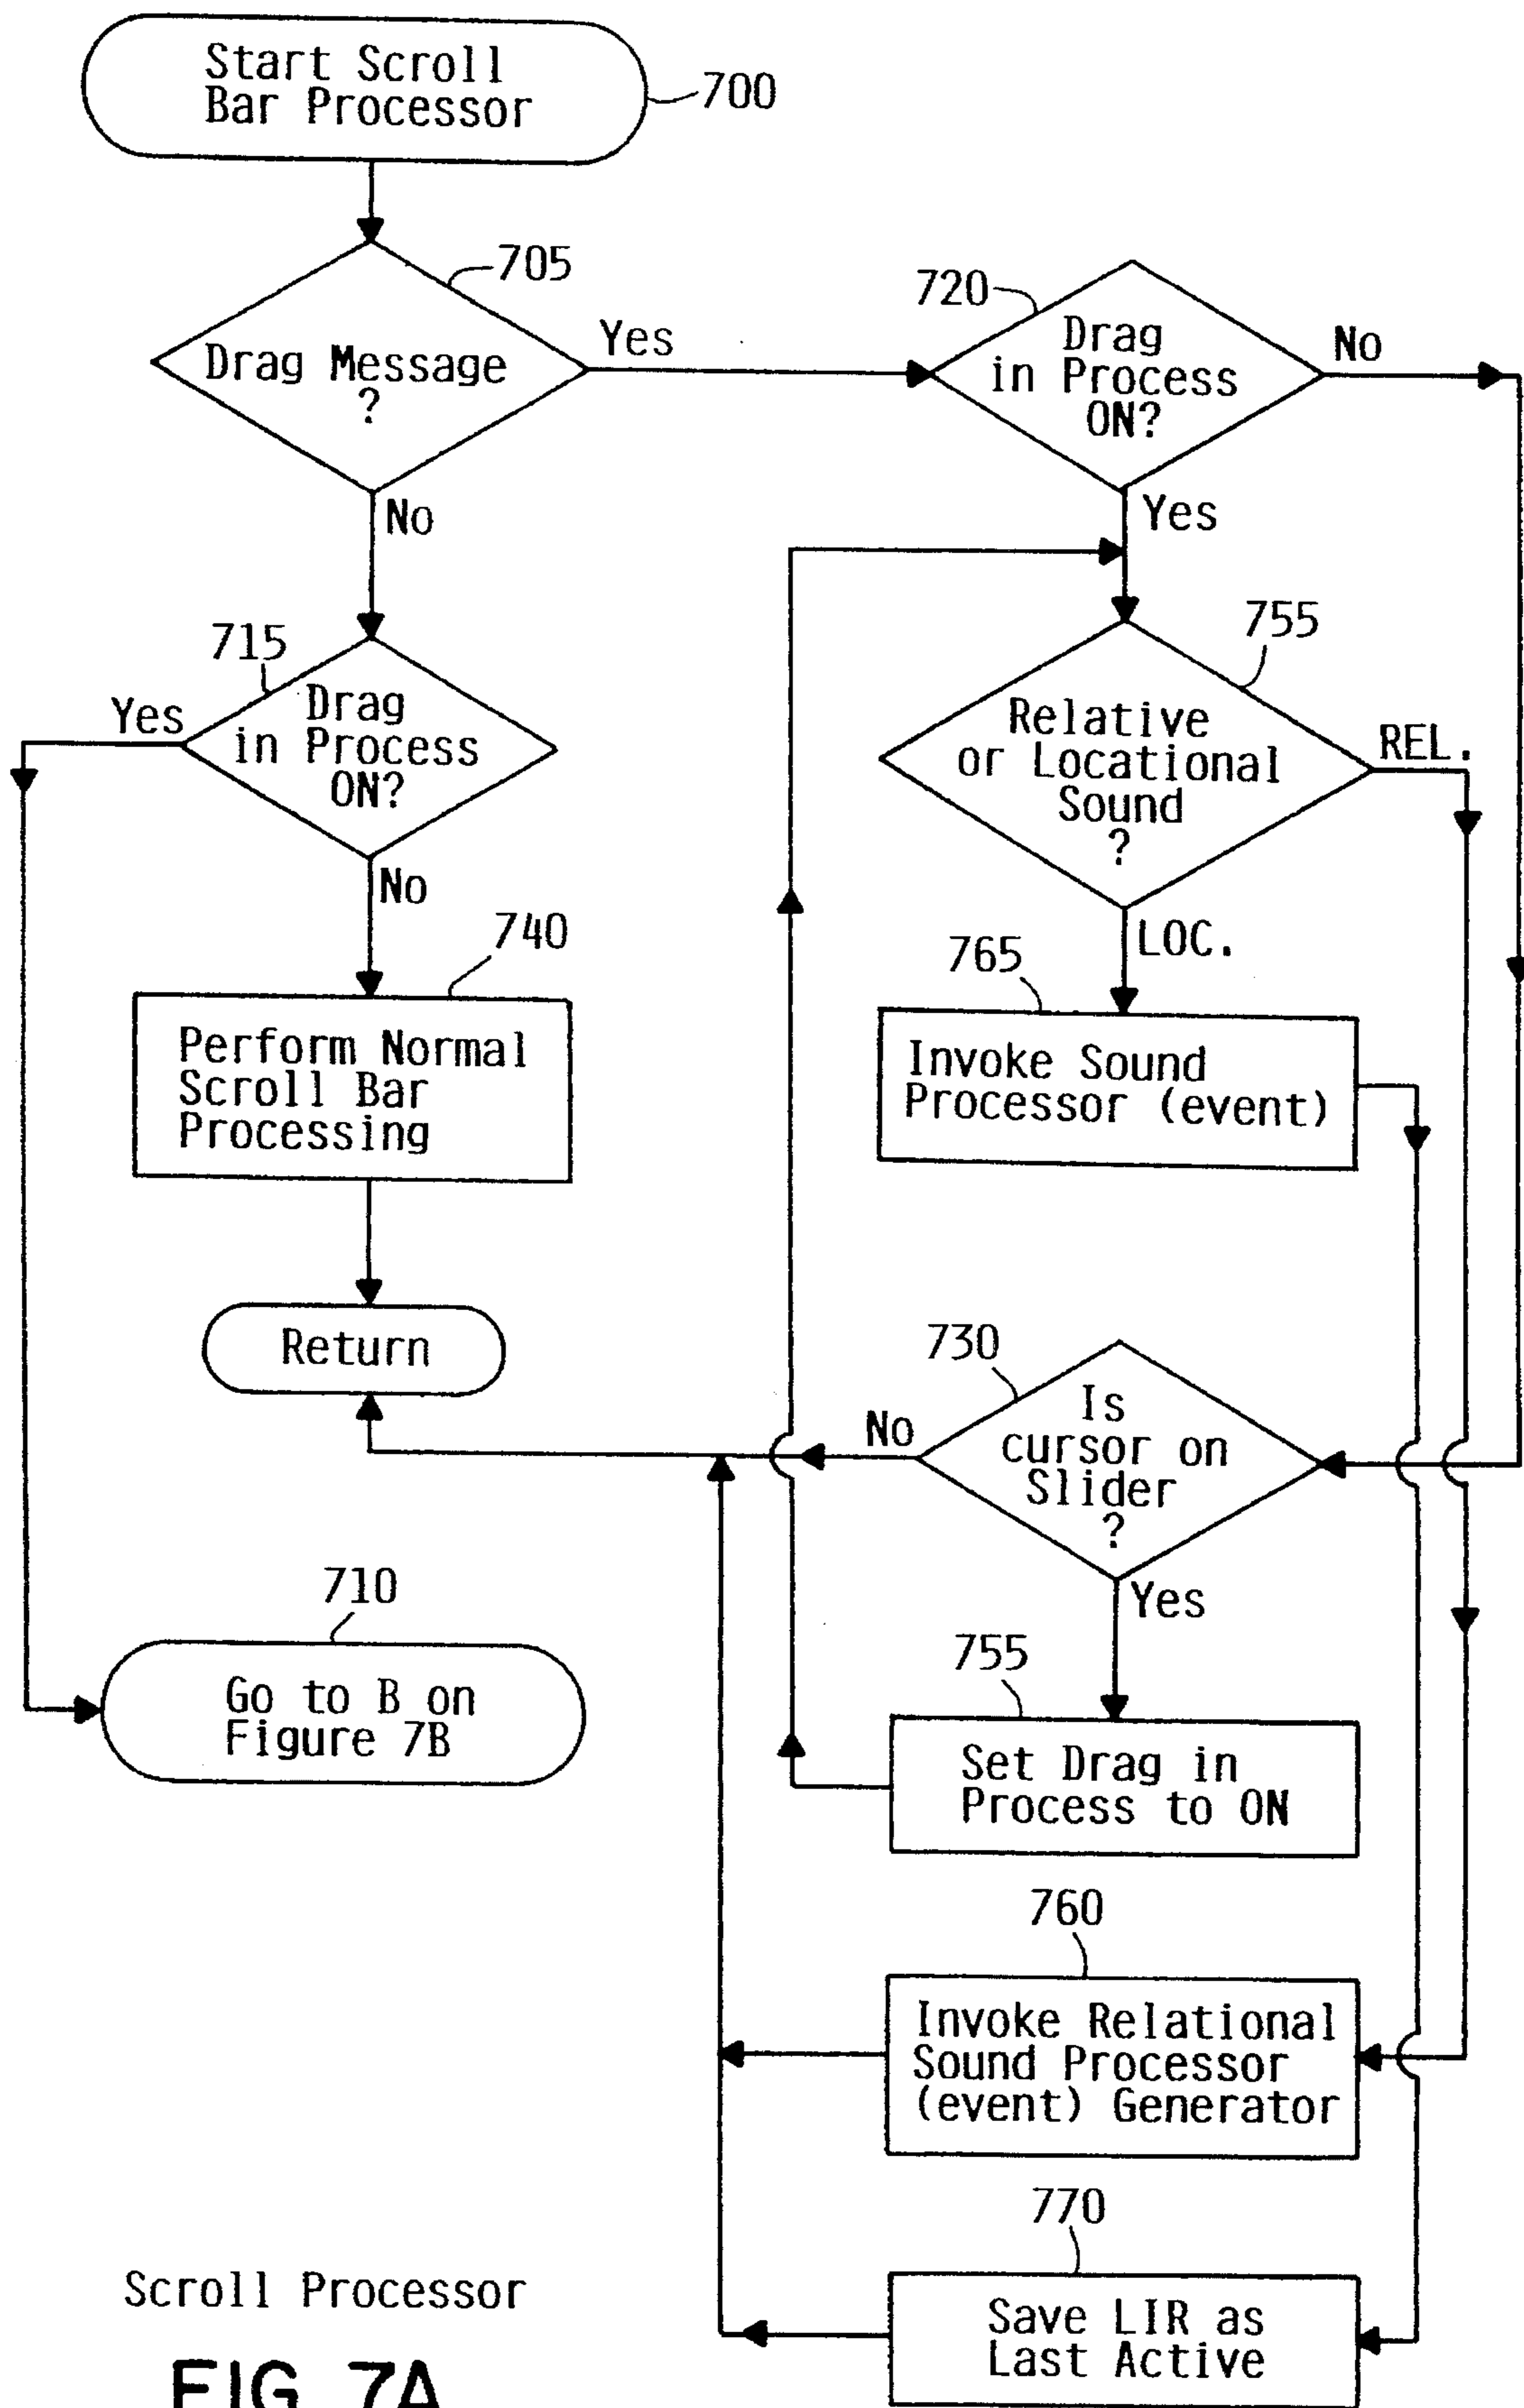 Start Scroll
Bar Processor
700
705
Drag Message
?
Yes
No
720
Drag
in Process
ON?
No
Yes
715
Drag
in Process
ON?
Yes
No
755
Relative
or Locational
Sound
?
REL.
LOC.
740
Perform Normal
Scroll Bar
Processing
765
Invoke Sound
Processor (event)
Return
730
Is
cursor on
Slider
?
No
Yes
710
Go to B on
Figure 7B
755
Set Drag in
Process to ON
760
Invoke Relational
Sound Processor
(event) Generator
770
Save LIR as
Last Active
Scroll Processor
FIG. 7A